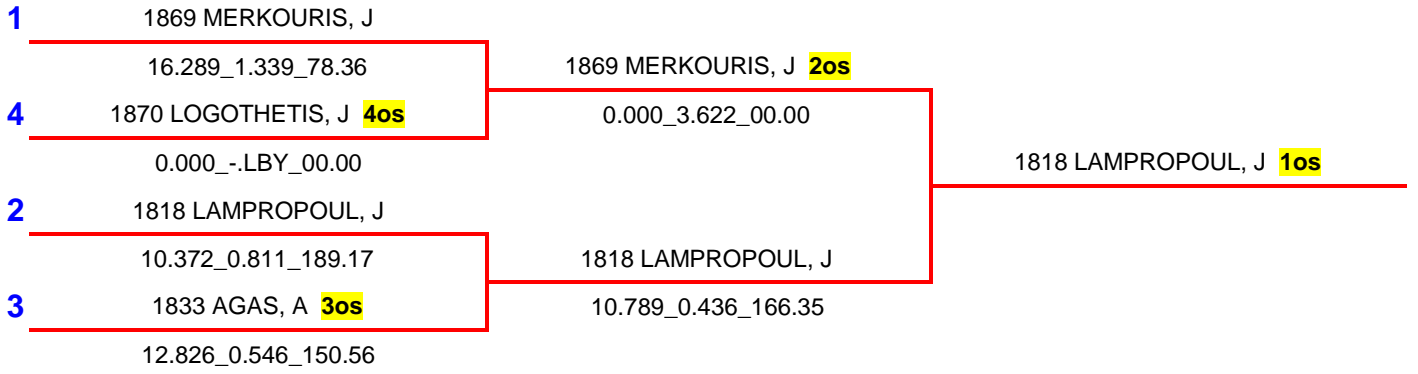 1 1869 MERKOURIS, J
16.289_1.339_78.36
1869 MERKOURIS, J 2os
4 1870 LOGOTHETIS, J 4os
0.000_3.622_00.00
0.000_-.LBY_00.00
1818 LAMPROPOUL, J 1os
2 1818 LAMPROPOUL, J
10.372_0.811_189.17
1818 LAMPROPOUL, J
3 1833 AGAS, A 3os
10.789_0.436_166.35
12.826_0.546_150.56